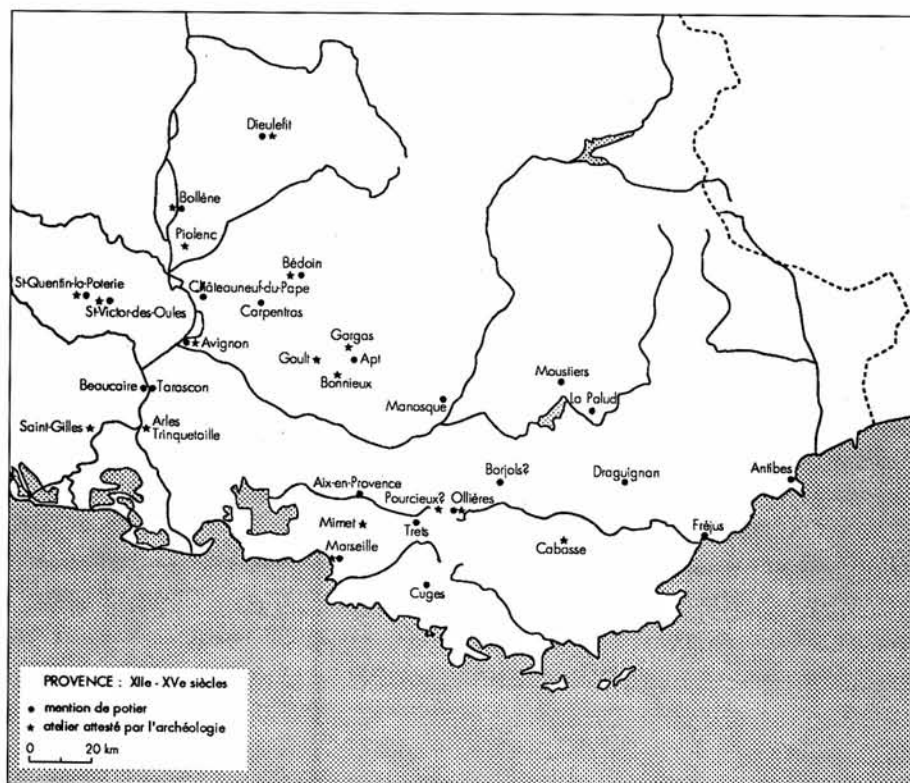 Dieulefit
Bollène
Piolenc
Bédoin
St-Quentin-la-Poterie
Châteauneuf-du-Pape
St-Victor-des-Oules
Carpentras
Avignon
Gargas
Gault
Apt
Bonnieux
Moustiers
Beaucaire
Tarascon
Manosque
La Palud
Saint-Gilles
Arles
Trinquetaille
Aix-en-Provence
Barjols?
Draguignan
Antibes
Pourcieux?
Ollières
Mimet
Trets
Fréjus
Cabasse
Marseille
Cuges
PROVENCE : XIIe - XVe siècles
mention de potier
atelier attesté par l'archéologie
0 20 km